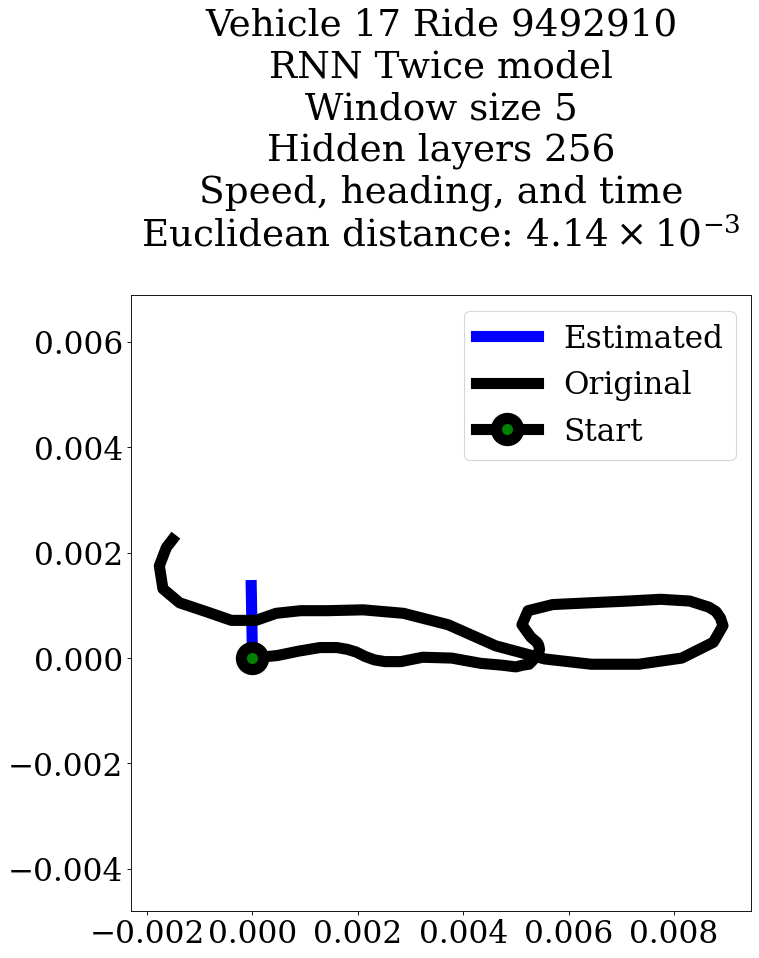 Vehicle 17 Ride 9492910
RNN Twice model
Window size 5
Hidden layers 256
Speed, heading, and time
Euclidean distance: 4.14 × 10⁻³
Estimated
Original
Start
0.006
0.004
0.002
0.000
−0.002
−0.004
−0.002 0.000 0.002 0.004 0.006 0.008